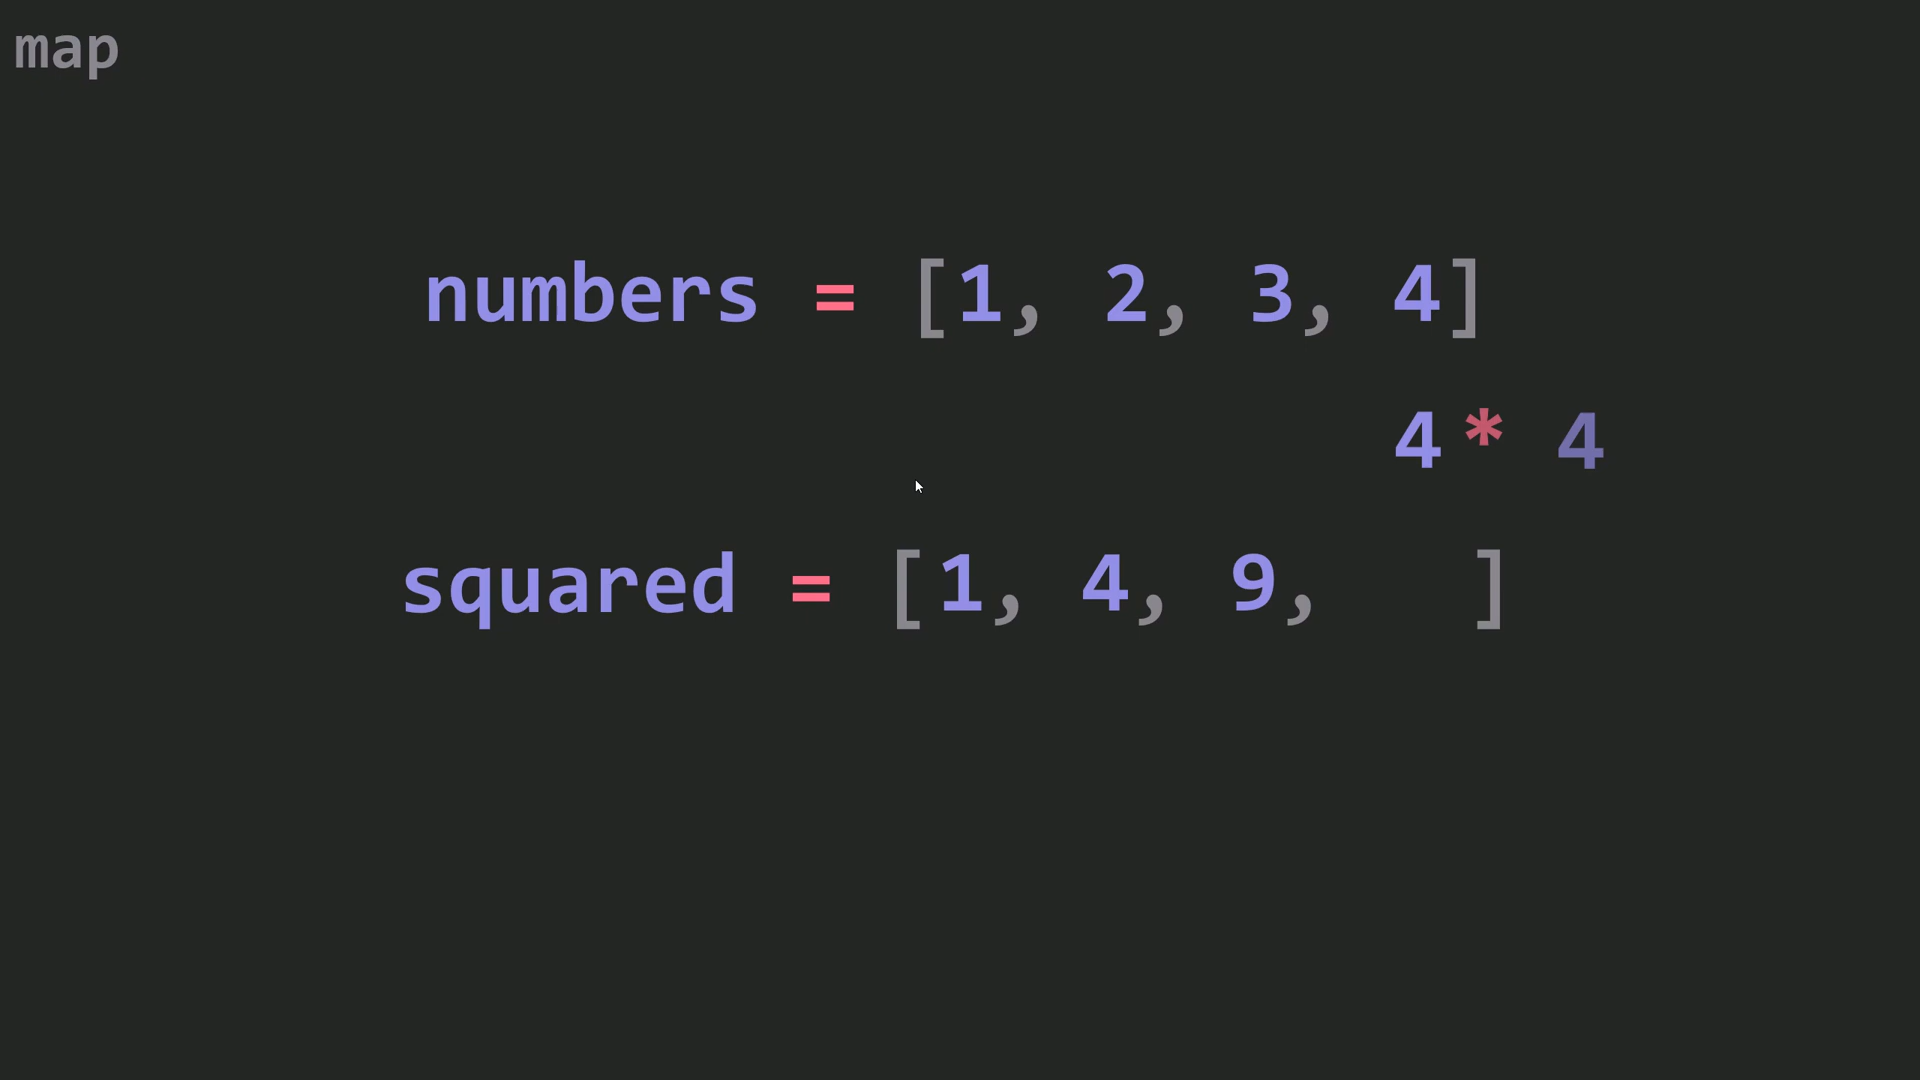 map
numbers = [1, 2, 3, 4]
4 * 4
squared = [1, 4, 9,   ]